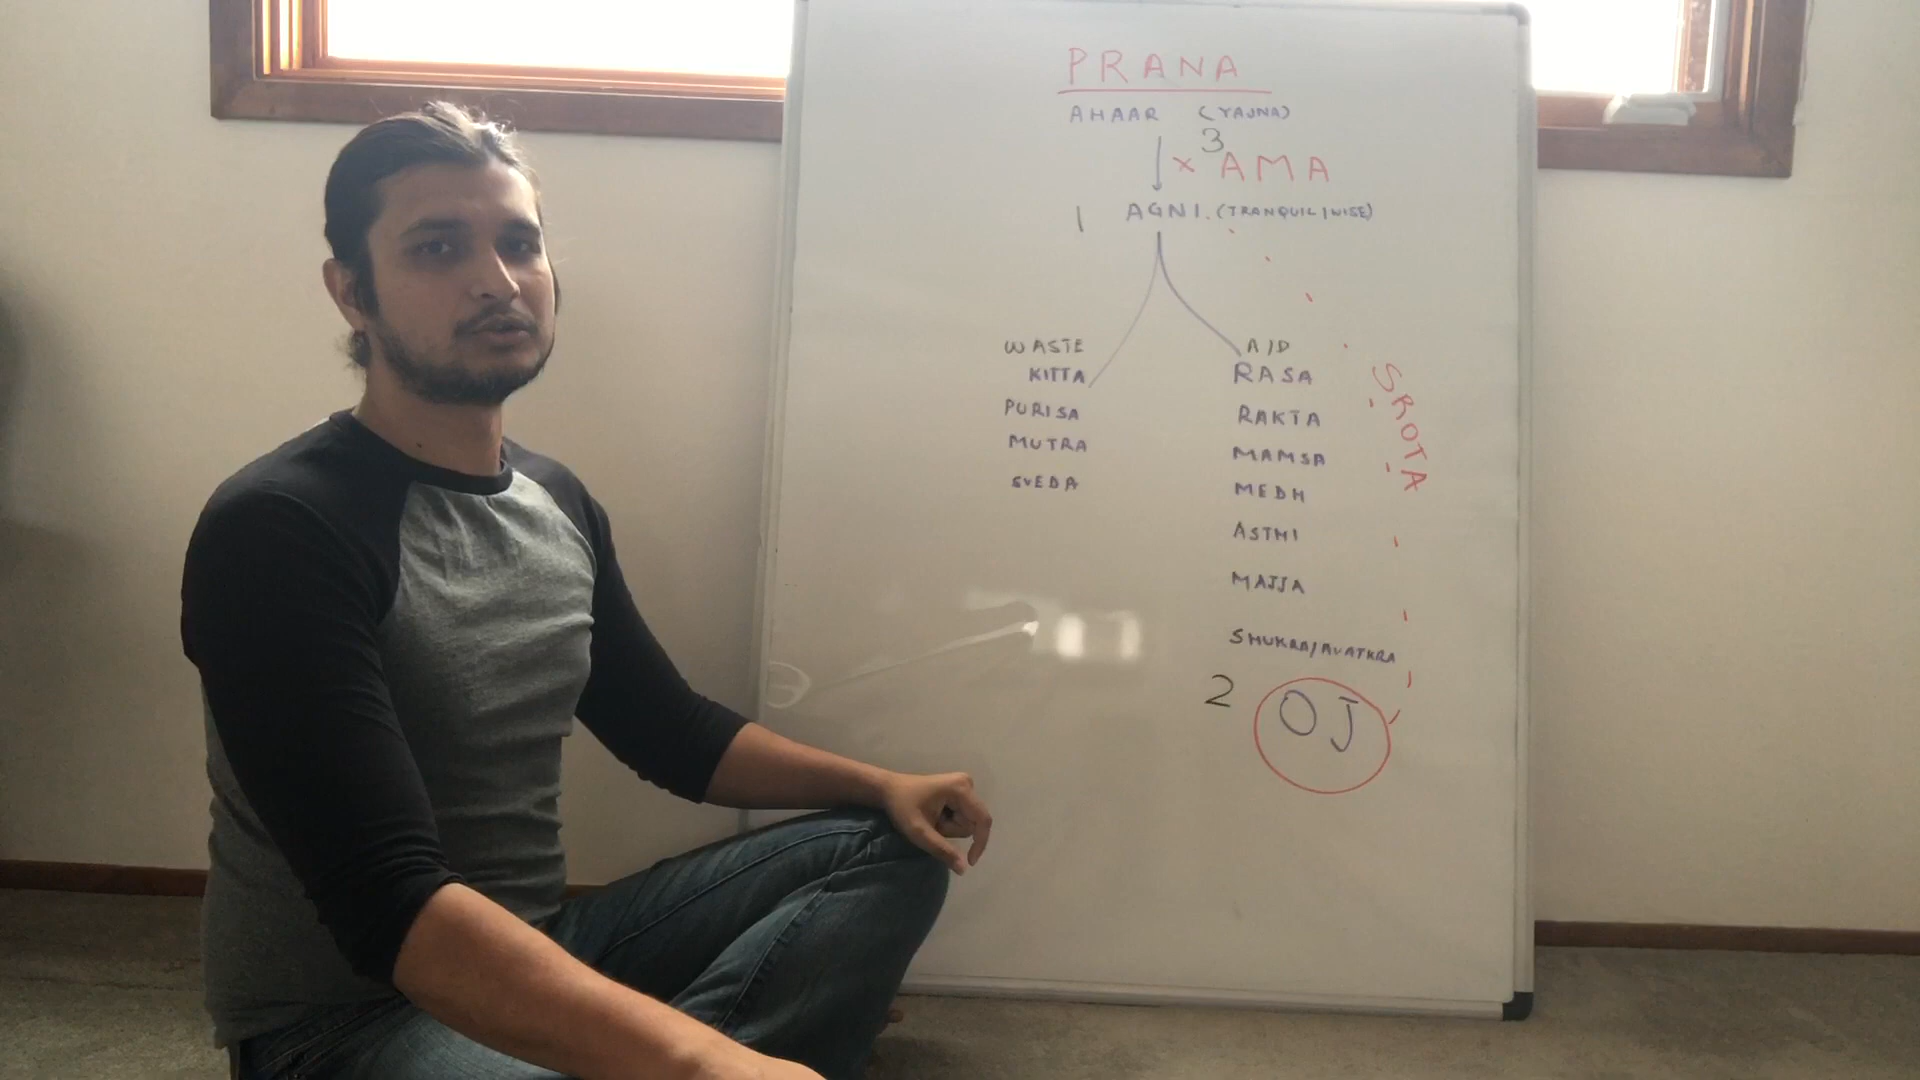 PRANA
AHAAR (YAJNA)
3
x AMA
1 AGNI. (TRANQUIL/WISE)
WASTE
KITTA
PURISA
MUTRA
SVEDA
AID
RASA
RAKTA
MAMSA
MEDH
ASTHI
MAJJA
SHUKRA/AVATKRA
2 OJ
SROTA